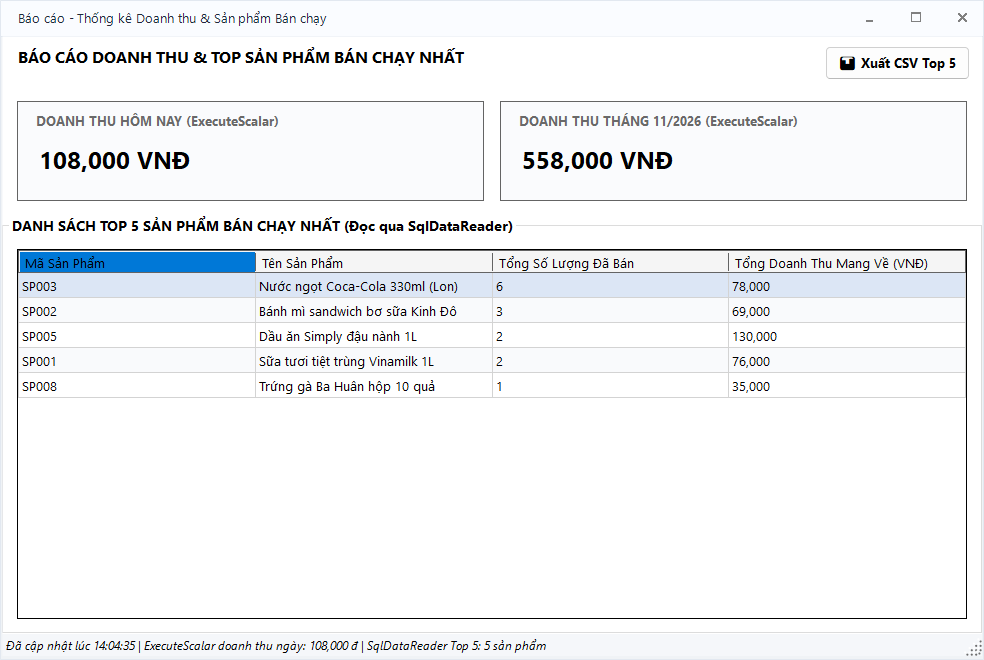 Báo cáo - Thống kê Doanh thu & Sản phẩm Bán chạy
BÁO CÁO DOANH THU & TOP SẢN PHẨM BÁN CHẠY NHẤT
Xuất CSV Top 5
DOANH THU HÔM NAY (ExecuteScalar)
108,000 VNĐ
DOANH THU THÁNG 11/2026 (ExecuteScalar)
558,000 VNĐ
DANH SÁCH TOP 5 SẢN PHẨM BÁN CHẠY NHẤT (Đọc qua SqlDataReader)
Mã Sản Phẩm Tên Sản Phẩm Tổng Số Lượng Đã Bán Tổng Doanh Thu Mang Về (VNĐ)
SP003 Nước ngọt Coca-Cola 330ml (Lon) 6 78,000
SP002 Bánh mì sandwich bơ sữa Kinh Đô 3 69,000
SP005 Dầu ăn Simply đậu nành 1L 2 130,000
SP001 Sữa tươi tiệt trùng Vinamilk 1L 2 76,000
SP008 Trứng gà Ba Huân hộp 10 quả 1 35,000
Đã cập nhật lúc 14:04:35 | ExecuteScalar doanh thu ngày: 108,000 đ | SqlDataReader Top 5: 5 sản phẩm